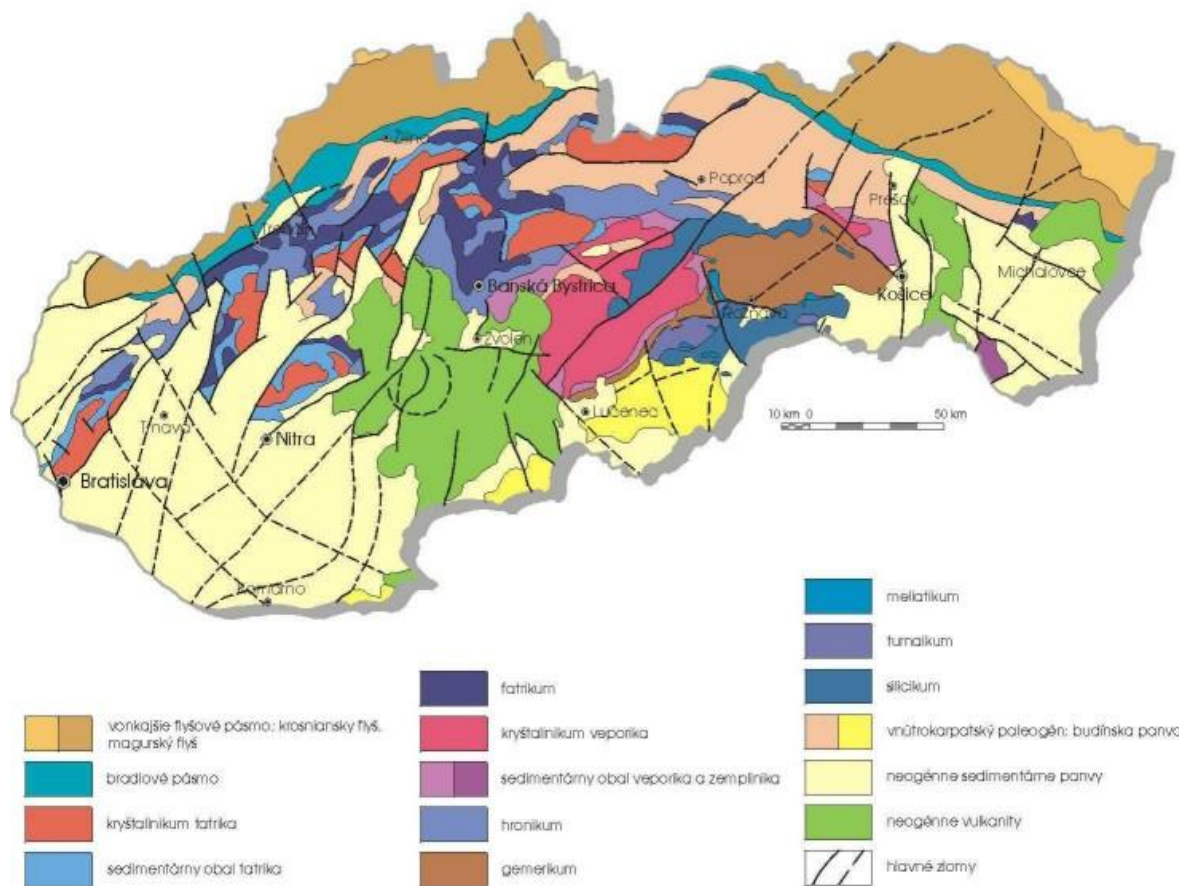 Žilina
Poprad
Prešov
Trenčín
Michalovce
Košice
Banská Bystrica
Rožňava
Zvolen
Lučenec
10 km 0 50 km
Trnava
Nitra
Bratislava
Komárno
vonkajšie flyšové pásmo: krosniansky flyš,
magurský flyš
bradlové pásmo
kryštalinikum tatrika
sedimentárny obal tatrika
fatrikum
kryštalinikum veporika
sedimentárny obal veporika a zemplinika
hronikum
gemerikum
meliatikum
turnaikum
silicikum
vnútrokarpatský paleogén: budínska panva
neogénne sedimentárne panvy
neogénne vulkanity
hlavné zlomy